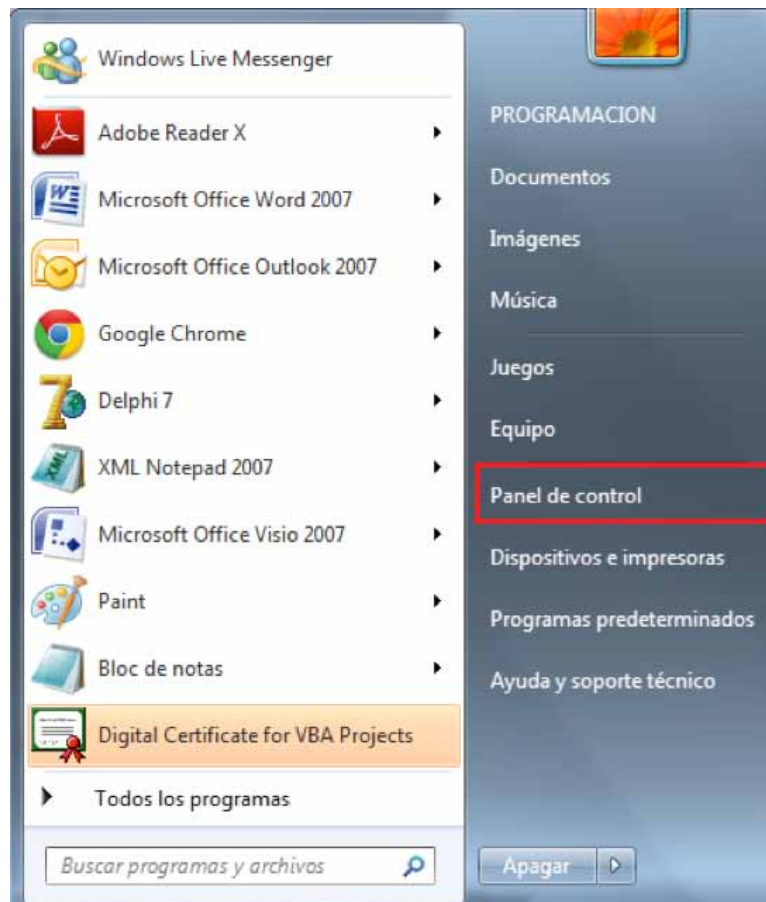 Windows Live Messenger
Adobe Reader X
Microsoft Office Word 2007
Microsoft Office Outlook 2007
Google Chrome
Delphi 7
XML Notepad 2007
Microsoft Office Visio 2007
Paint
Bloc de notas
Digital Certificate for VBA Projects
Todos los programas
Buscar programas y archivos
PROGRAMACION
Documentos
Imágenes
Música
Juegos
Equipo
Panel de control
Dispositivos e impresoras
Programas predeterminados
Ayuda y soporte técnico
Apagar